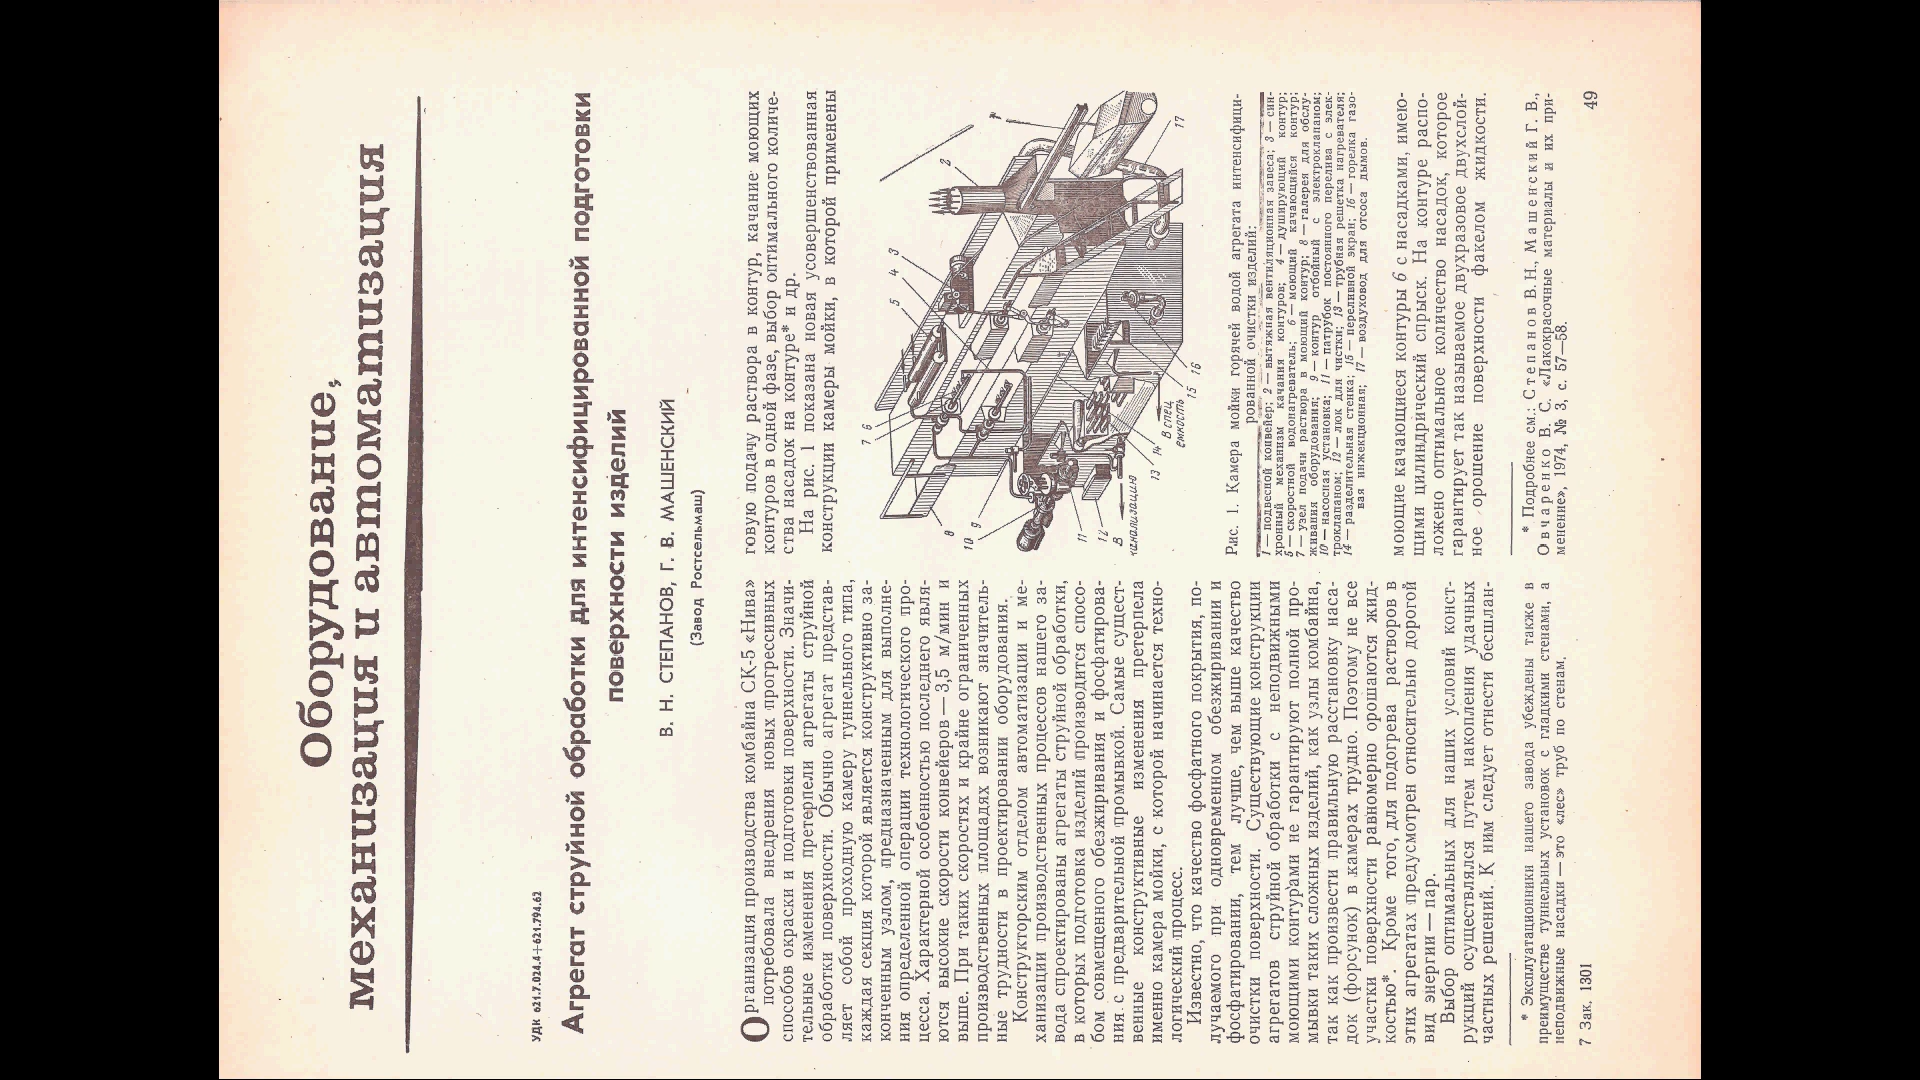 Оборудование,
механизация и автоматизация
УДК 621.7.024.4+621.794.62
Агрегат струйной обработки для интенсифицированной подготовки
поверхности изделий
В. Н. СТЕПАНОВ, Г. В. МАШЕНСКИЙ
(Завод Ростсельмаш)
Организация производства комбайна СК-5 «Нива»
потребовала внедрения новых прогрессивных
способов окраски и подготовки поверхности. Значи-
тельные изменения претерпели агрегаты струйной
обработки поверхности. Обычно агрегат представ-
ляет собой проходную камеру туннельного типа,
каждая секция которой является конструктивно за-
конченным узлом, предназначенным для выполне-
ния определенной операции технологического про-
цесса. Характерной особенностью последнего явля-
ются высокие скорости конвейеров — 3,5 м/мин и
выше. При таких скоростях и крайне ограниченных
производственных площадях возникают значитель-
ные трудности в проектировании оборудования.
Конструкторским отделом автоматизации и ме-
ханизации производственных процессов нашего за-
вода спроектированы агрегаты струйной обработки,
в которых подготовка изделий производится спосо-
бом совмещенного обезжиривания и фосфатирова-
ния с предварительной промывкой. Самые сущест-
венные конструктивные изменения претерпела
именно камера мойки, с которой начинается техно-
логический процесс.
Известно, что качество фосфатного покрытия, по-
лучаемого при одновременном обезжиривании и
фосфатировании, тем лучше, чем выше качество
очистки поверхности. Существующие конструкции
агрегатов струйной обработки с неподвижными
моющими контурами не гарантируют полной про-
мывки таких сложных изделий, как узлы комбайна,
так как произвести правильную расстановку наса-
док (форсунок) в камерах трудно. Поэтому не все
участки поверхности равномерно орошаются жид-
костью*. Кроме того, для подогрева растворов в
этих агрегатах предусмотрен относительно дорогой
вид энергии — пар.
Выбор оптимальных для наших условий конст-
рукций осуществлялся путем накопления удачных
частных решений. К ним следует отнести бесшлан-
* Эксплуатационники нашего завода убеждены также в
преимуществе туннельных установок с гладкими стенами, а
неподвижные насадки — это «лес» труб по стенам.
7 Зак. 1301
говую подачу раствора в контур, качание моющих
контуров в одной фазе, выбор оптимального количе-
ства насадок на контуре* и др.
На рис. 1 показана новая усовершенствованная
конструкции камеры мойки, в которой применены
1
2
3
4
5
6
7
8
9
10
11
12
В
канализацию
13
14
В спец.
емкость
15
16
17
Рис. 1. Камера мойки горячей водой агрегата интенсифици-
рованной очистки изделий:
1 — подвесной конвейер; 2 — вытяжная вентиляционная завеса; 3 — син-
хронный механизм качания контуров; 4 — душирующий контур;
5 — скоростной водонагреватель; 6 — моющий качающийся контур;
7 — узел подачи раствора в моющий контур; 8 — галерея для обслу-
живания оборудования; 9 — контур отбойный с электроклапаном;
10 — насосная установка; 11 — патрубок постоянного перелива с элек-
троклапаном; 12 — люк для чистки; 13 — трубная решетка нагревателя;
14 — разделительная стенка; 15 — переливной экран; 16 — горелка газо-
вая инжекционная; 17 — воздуховод для отсоса дымов.
моющие качающиеся контуры 6 с насадками, имею-
щими цилиндрический спрыск. На контуре распо-
ложено оптимальное количество насадок, которое
гарантирует так называемое двухразовое двухслой-
ное орошение поверхности факелом жидкости.
* Подробнее см.: Степанов В. Н., Машенский Г. В.,
Овчаренко В. С. «Лакокрасочные материалы и их при-
менение», 1974, № 3, с. 57—58.
49